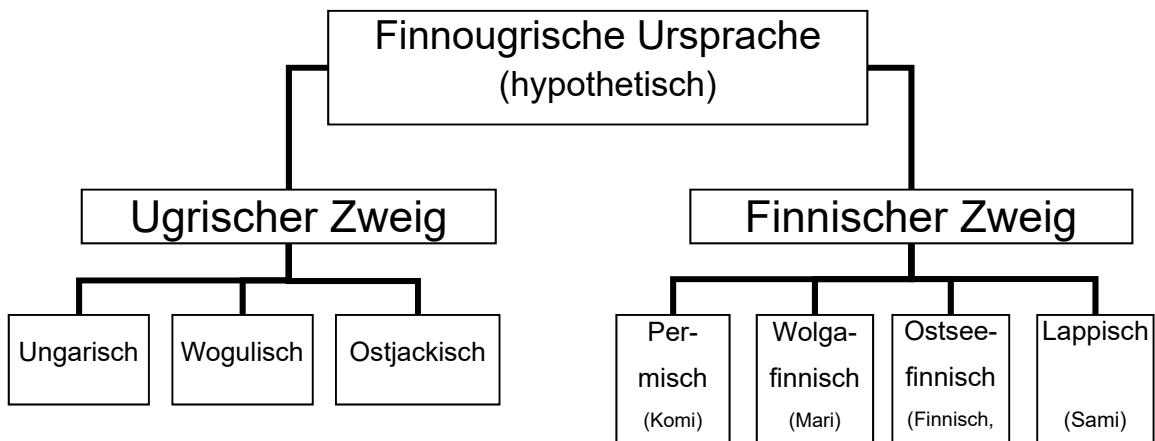 Finnougrische Ursprache
(hypothetisch)
Ugrischer Zweig
Finnischer Zweig
Ungarisch
Wogulisch
Ostjackisch
Per-
misch
(Komi)
Wolga-
finnisch
(Mari)
Ostsee-
finnisch
(Finnisch,
Lappisch
(Sami)